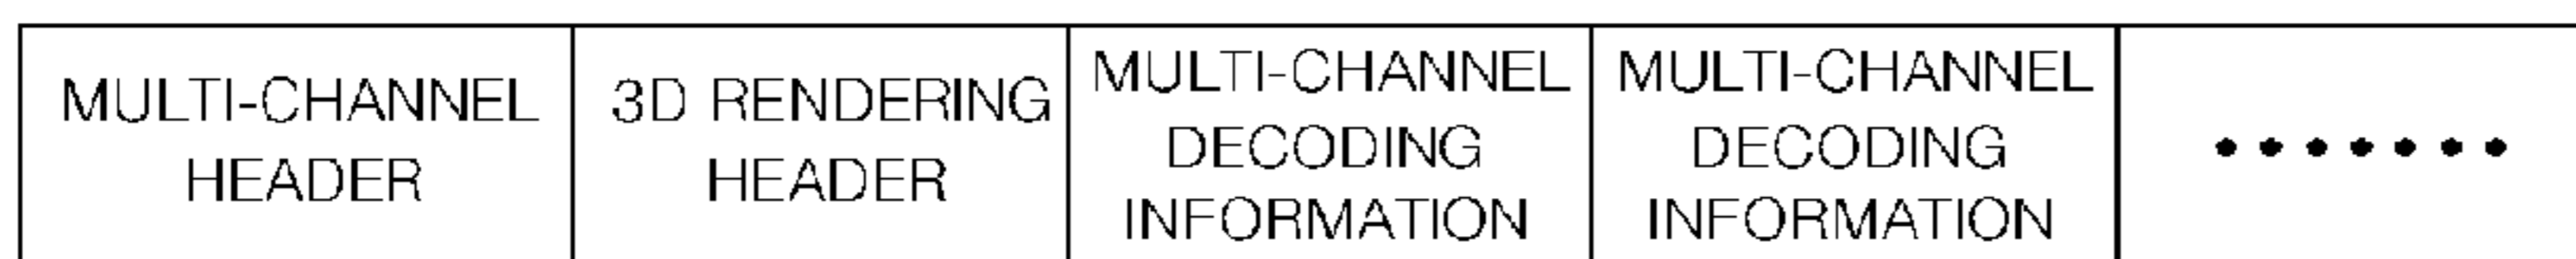 MULTI-CHANNEL
HEADER
3D RENDERING
HEADER
MULTI-CHANNEL
DECODING
INFORMATION
MULTI-CHANNEL
DECODING
INFORMATION
•••••••